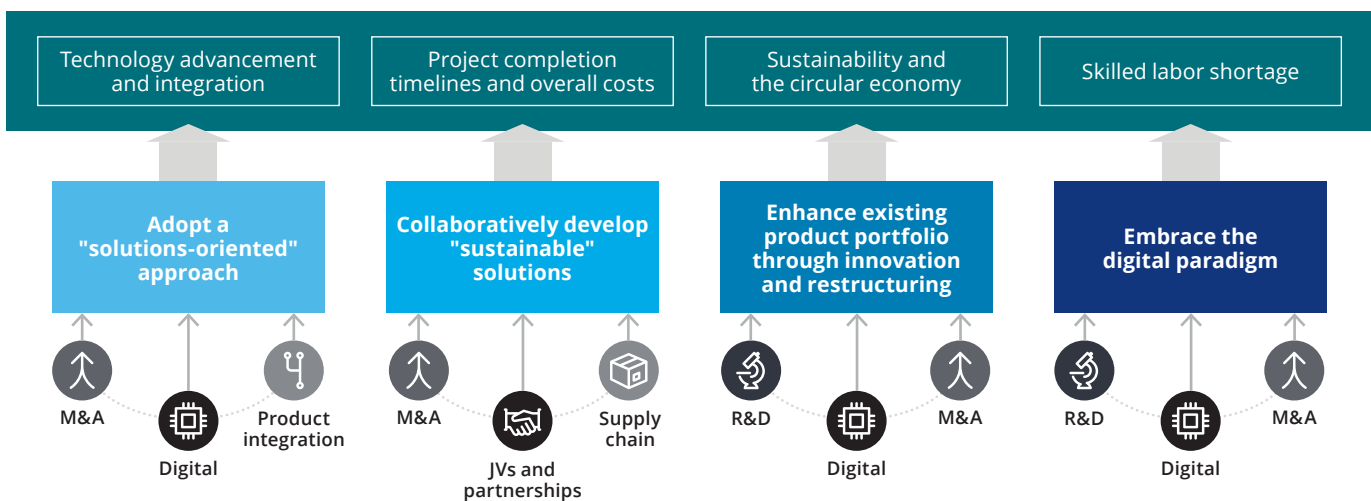 Technology advancement
and integration
Project completion
timelines and overall costs
Sustainability and
the circular economy
Skilled labor shortage
Adopt a
"solutions-oriented"
approach
Collaboratively develop
"sustainable"
solutions
Enhance existing
product portfolio
through innovation
and restructuring
Embrace the
digital paradigm
M&A
Digital
Product
integration
M&A
JVs and
partnerships
Supply
chain
R&D
Digital
M&A
R&D
Digital
M&A